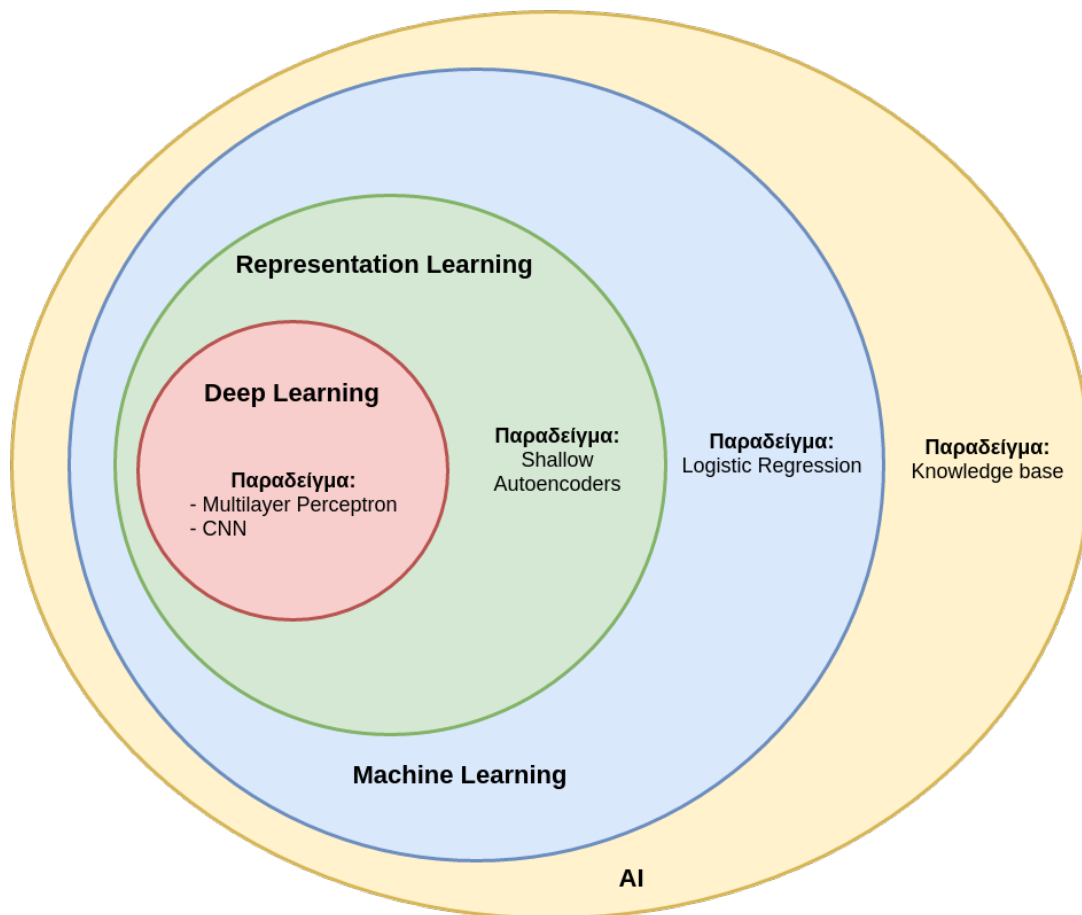 Representation Learning
Deep Learning
Παραδείγμα:
- Multilayer Perceptron
- CNN
Παραδείγμα:
Shallow
Autoencoders
Παραδείγμα:
Logistic Regression
Παραδείγμα:
Knowledge base
Machine Learning
AI